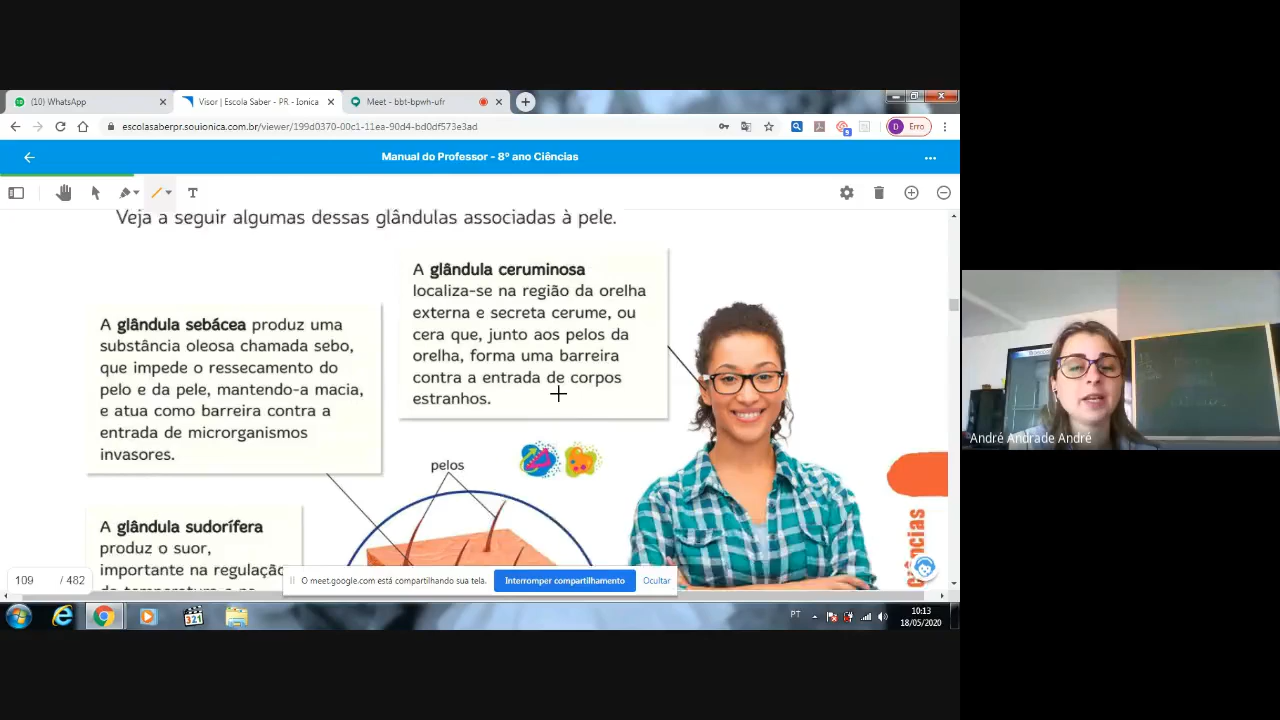 (10) WhatsApp
Visor | Escola Saber - PR - Ionica
Meet - bbt-bpwh-ufr
escolasaberpr.souionica.com.br/viewer/199d0370-00c1-11ea-90d4-bd0df573e3ad
D Erro
Manual do Professor - 8º ano Ciências
T
Veja a seguir algumas dessas glândulas associadas à pele.
A glândula ceruminosa
localiza-se na região da orelha
externa e secreta cerume, ou
cera que, junto aos pelos da
orelha, forma uma barreira
contra a entrada de corpos
estranhos.
A glândula sebácea produz uma
substância oleosa chamada sebo,
que impede o ressecamento do
pelo e da pele, mantendo-a macia,
e atua como barreira contra a
entrada de microrganismos
invasores.
pelos
A glândula sudorífera
produz o suor,
importante na regulação
Ciências
109 / 482
O meet.google.com está compartilhando sua tela.
Interromper compartilhamento
Ocultar
André Andrade André
321
PT
10:13
18/05/2020